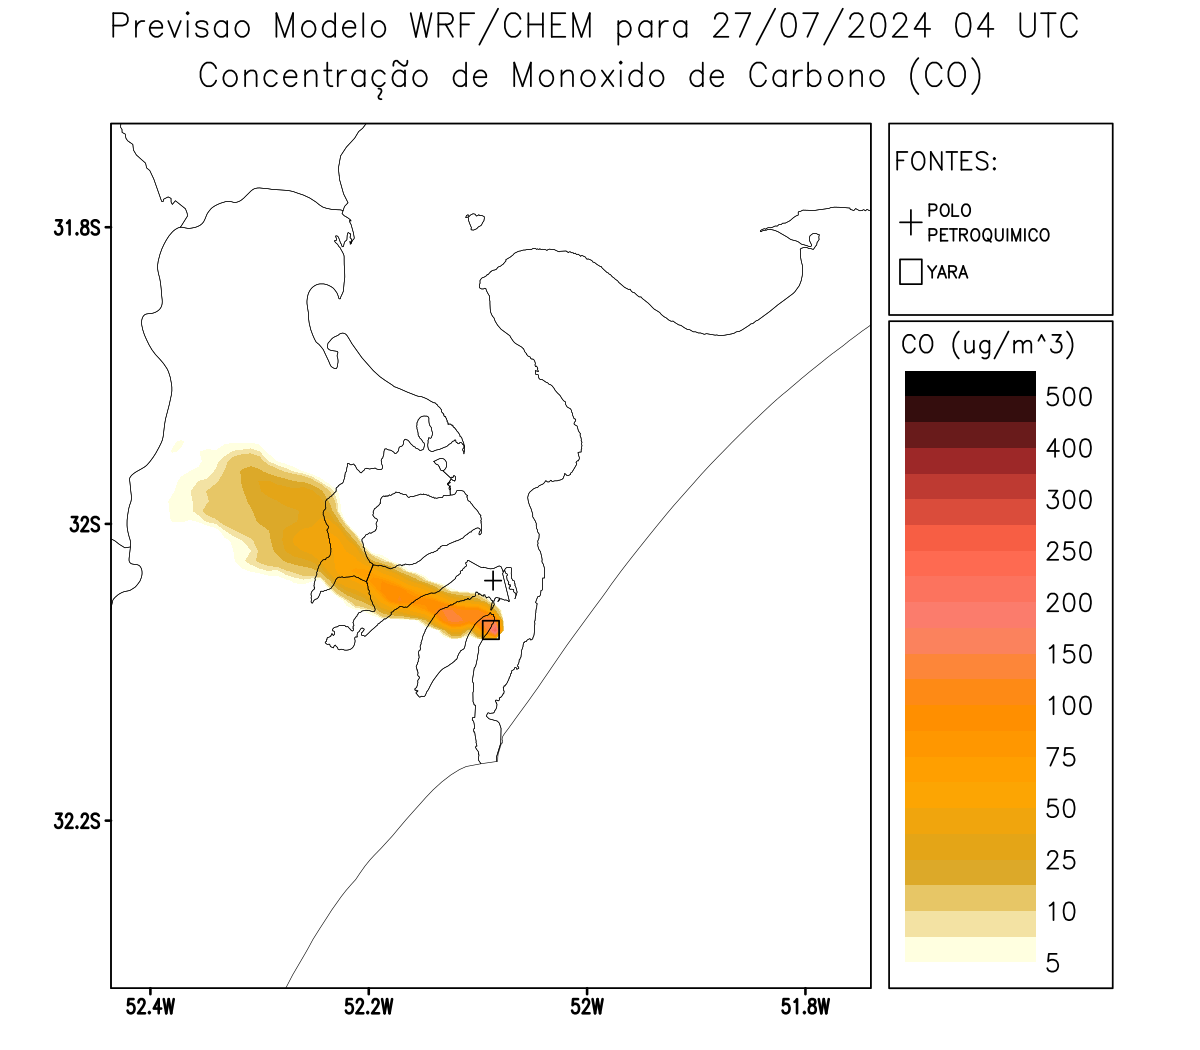 Previsao Modelo WRF/CHEM para 27/07/2024 04 UTC
Concentração de Monoxido de Carbono (CO)
FONTES:
POLO
PETROQUIMICO
YARA
CO (ug/m^3)
500
400
300
250
200
150
100
75
50
25
10
5
31.8S
32S
32.2S
52.4W
52.2W
52W
51.8W